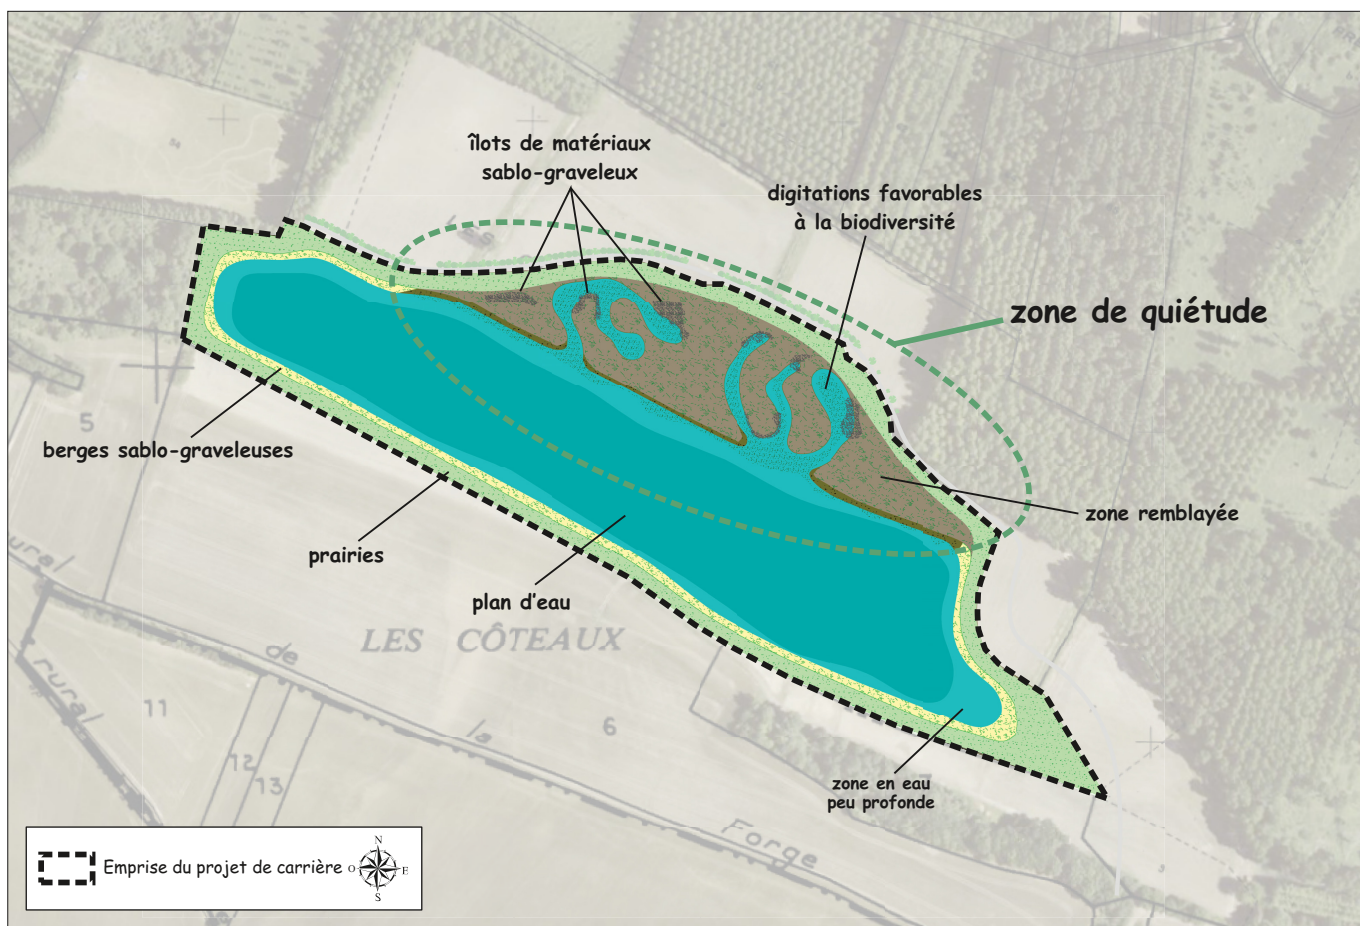 îlots de matériaux
sablo-graveleux
digitations favorables
à la biodiversité
zone de quiétude
5
berges sablo-graveleuses
zone remblayée
prairies
plan d'eau
LES CÔTEAUX
rural
de
la
Forge
rural
11
12
13
6
zone en eau
peu profonde
Emprise du projet de carrière
N
O
E
S